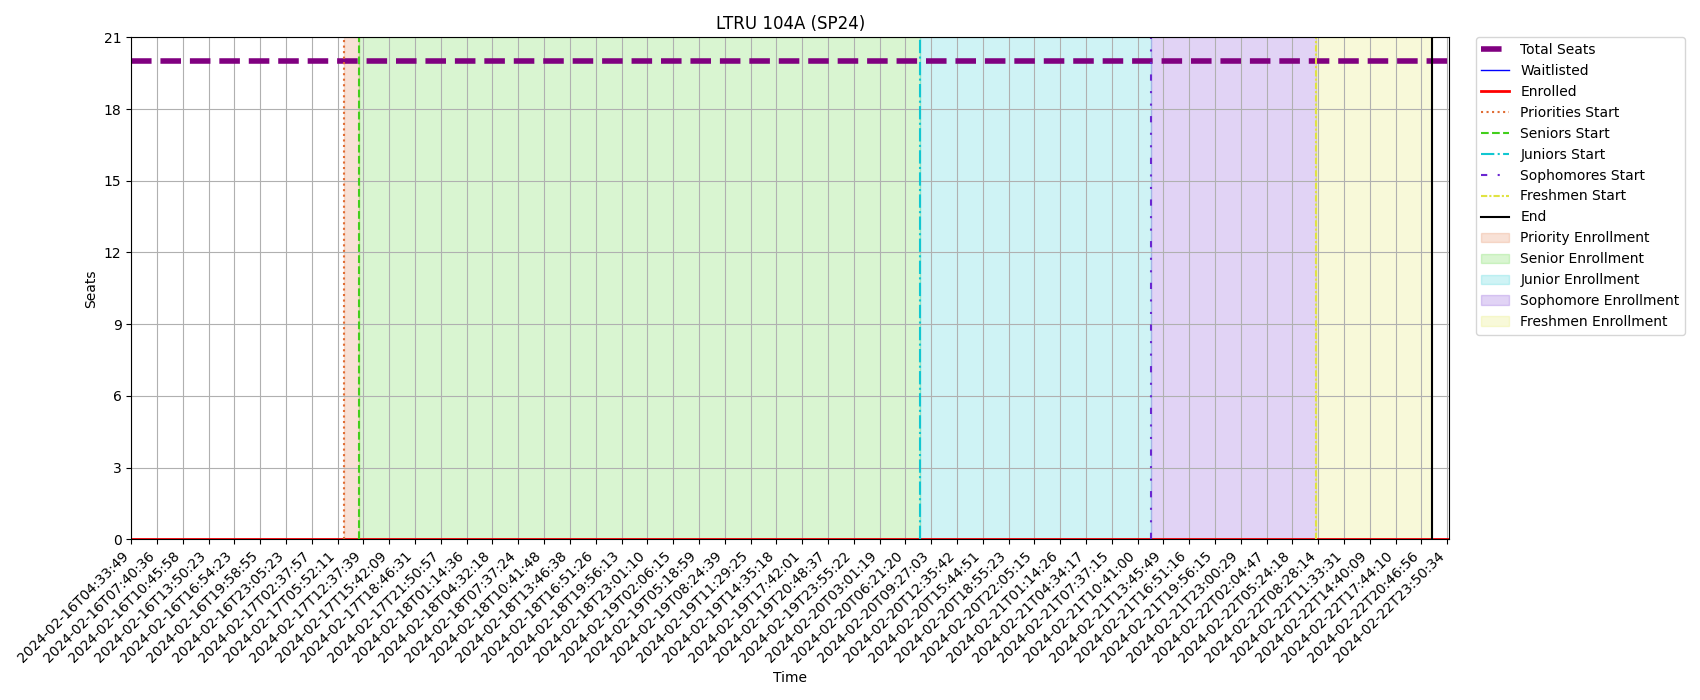 LTRU 104A (SP24)
21
18
15
12
9
6
3
0
Seats
2024-02-16T04:33:49
2024-02-16T07:40:36
2024-02-16T10:45:58
2024-02-16T13:50:23
2024-02-16T16:54:23
2024-02-16T19:58:55
2024-02-16T23:05:23
2024-02-17T02:37:57
2024-02-17T05:52:11
2024-02-17T12:37:39
2024-02-17T15:42:09
2024-02-17T18:46:31
2024-02-17T21:50:57
2024-02-18T01:14:36
2024-02-18T04:32:18
2024-02-18T07:37:24
2024-02-18T10:41:48
2024-02-18T13:46:38
2024-02-18T16:51:26
2024-02-18T19:56:13
2024-02-18T23:01:10
2024-02-19T02:06:15
2024-02-19T05:18:59
2024-02-19T08:24:39
2024-02-19T11:29:25
2024-02-19T14:35:18
2024-02-19T17:42:01
2024-02-19T20:48:37
2024-02-19T23:55:22
2024-02-20T03:01:19
2024-02-20T06:21:20
2024-02-20T09:27:03
2024-02-20T12:35:42
2024-02-20T15:44:51
2024-02-20T18:55:23
2024-02-20T22:05:15
2024-02-21T01:14:26
2024-02-21T04:34:17
2024-02-21T07:37:15
2024-02-21T10:41:00
2024-02-21T13:45:49
2024-02-21T16:51:16
2024-02-21T19:56:15
2024-02-21T23:00:29
2024-02-22T02:04:47
2024-02-22T05:24:18
2024-02-22T08:28:14
2024-02-22T11:33:31
2024-02-22T14:40:09
2024-02-22T17:44:10
2024-02-22T20:46:56
2024-02-22T23:50:34
Time
Total Seats
Waitlisted
Enrolled
Priorities Start
Seniors Start
Juniors Start
Sophomores Start
Freshmen Start
End
Priority Enrollment
Senior Enrollment
Junior Enrollment
Sophomore Enrollment
Freshmen Enrollment